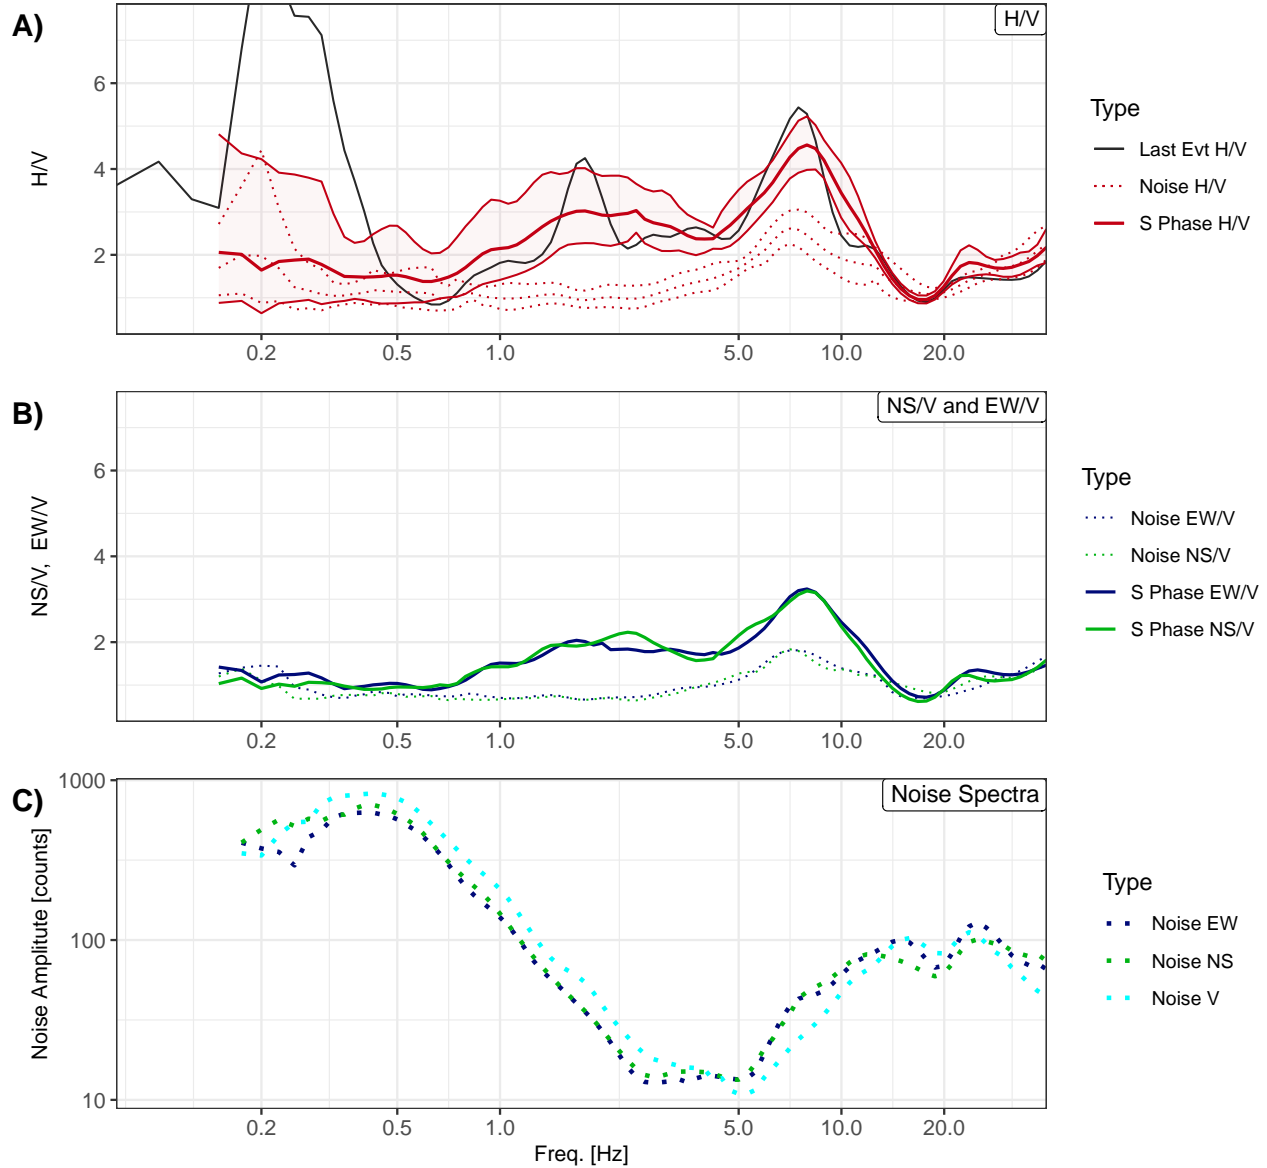 A)
H/V
6
4
2
H/V
0.2 0.5 1.0 5.0 10.0 20.0
Type
Last Evt H/V
Noise H/V
S Phase H/V
B)
NS/V and EW/V
6
4
2
NS/V, EW/V
0.2 0.5 1.0 5.0 10.0 20.0
Type
Noise EW/V
Noise NS/V
S Phase EW/V
S Phase NS/V
C)
Noise Spectra
1000
100
10
Noise Amplitute [counts]
0.2 0.5 1.0 5.0 10.0 20.0
Freq. [Hz]
Type
Noise EW
Noise NS
Noise V